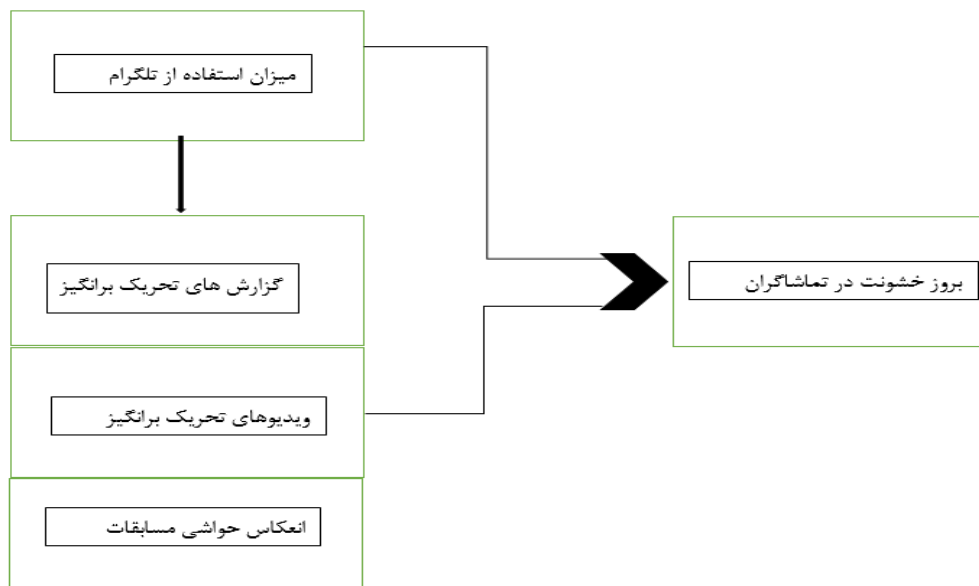 میزان استفاده از تلگرام
گزارش های تحریک برانگیز
بروز خشونت در تماشاگران
ویدیوهای تحریک برانگیز
انعکاس حواشی مسابقات